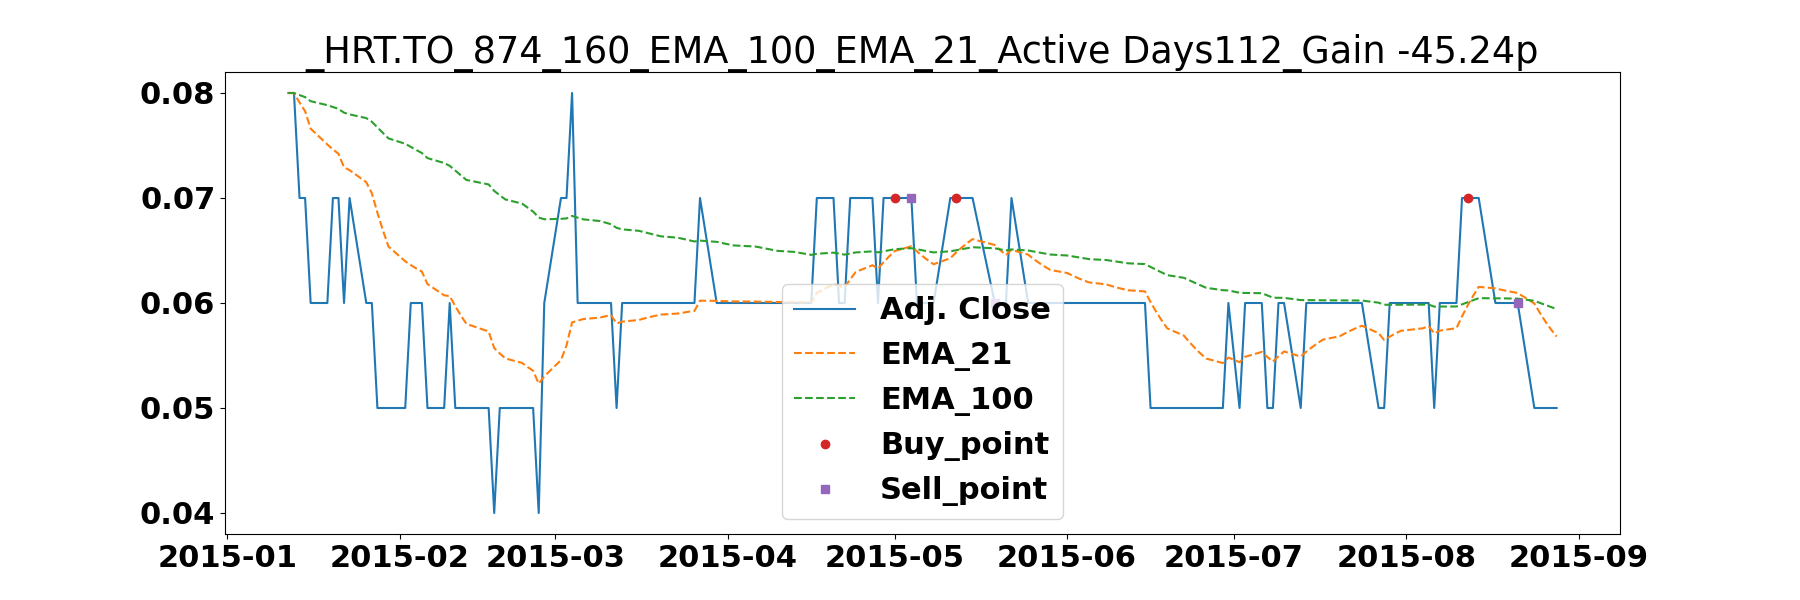 _HRT.TO_874_160_EMA_100_EMA_21_Active Days112_Gain -45.24p
0.08
0.07
0.06
0.05
0.04
Adj. Close
EMA_21
EMA_100
Buy_point
Sell_point
2015-01 2015-02 2015-03 2015-04 2015-05 2015-06 2015-07 2015-08 2015-09